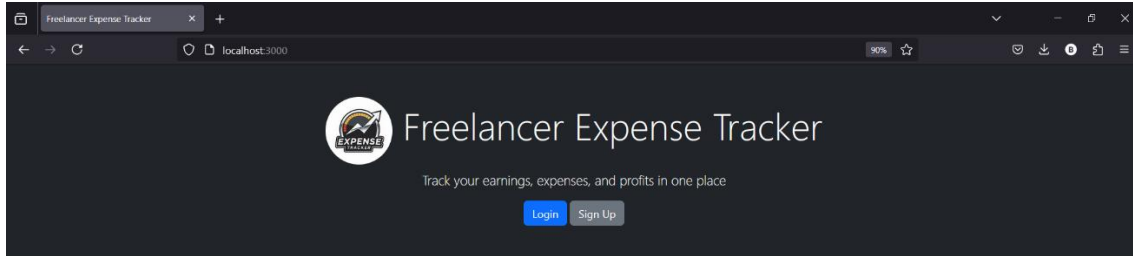 Freelancer Expense Tracker
localhost:3000
90%
B
EXPENSE
TRACKER
Freelancer Expense Tracker
Track your earnings, expenses, and profits in one place
Login Sign Up